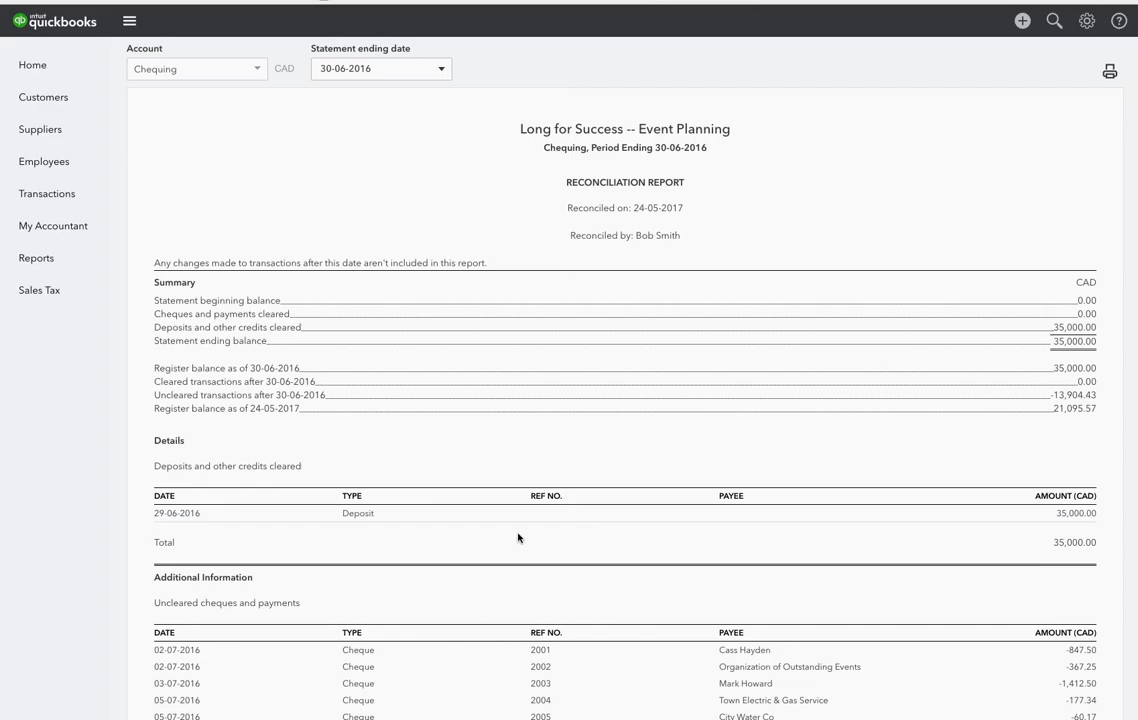 intuit quickbooks
Account
Statement ending date
Chequing CAD 30-06-2016
Home
Customers
Suppliers
Employees
Transactions
My Accountant
Reports
Sales Tax
Long for Success -- Event Planning
Chequing, Period Ending 30-06-2016
RECONCILIATION REPORT
Reconciled on: 24-05-2017
Reconciled by: Bob Smith
Any changes made to transactions after this date aren't included in this report.
Summary CAD
Statement beginning balance 0.00
Cheques and payments cleared 0.00
Deposits and other credits cleared 35,000.00
Statement ending balance 35,000.00
Register balance as of 30-06-2016 35,000.00
Cleared transactions after 30-06-2016 0.00
Uncleared transactions after 30-06-2016 -13,904.43
Register balance as of 24-05-2017 21,095.57
Details
Deposits and other credits cleared
DATE TYPE REF NO. PAYEE AMOUNT (CAD)
29-06-2016 Deposit 35,000.00
Total 35,000.00
Additional Information
Uncleared cheques and payments
DATE TYPE REF NO. PAYEE AMOUNT (CAD)
02-07-2016 Cheque 2001 Cass Hayden -847.50
02-07-2016 Cheque 2002 Organization of Outstanding Events -367.25
03-07-2016 Cheque 2003 Mark Howard -1,412.50
05-07-2016 Cheque 2004 Town Electric & Gas Service -177.34
05-07-2016 Cheque 2005 City Water Co -60.17